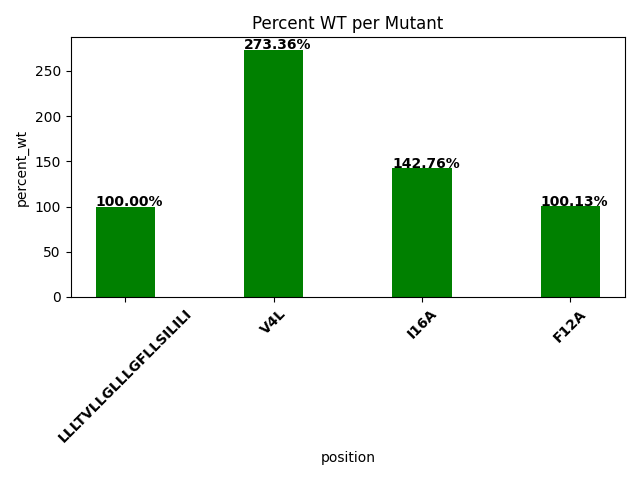 Percent WT per Mutant
percent_wt
250
200
150
100
50
0
100.00%
273.36%
142.76%
100.13%
LLLTVLLGLLLGFLLSILILI
V4L
I16A
F12A
position